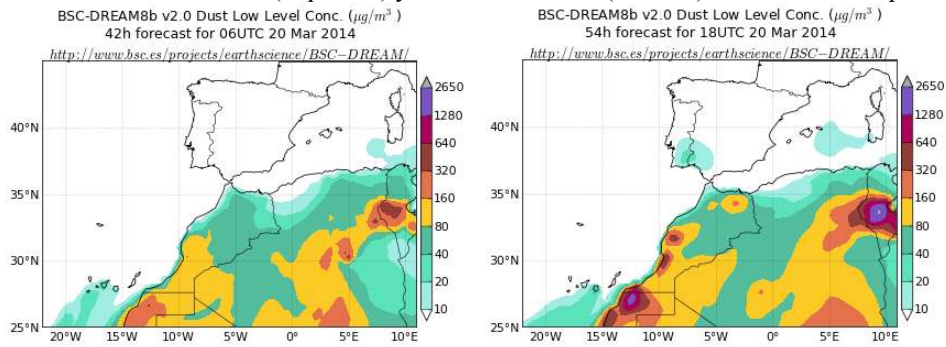 BSC-DREAM8b v2.0 Dust Low Level Conc. (μg/m³ )
42h forecast for 06UTC 20 Mar 2014
http://www.bsc.es/projects/earthscience/BSC−DREAM/
40°N
35°N
30°N
25°N
20°W
15°W
10°W
5°W
0°E
5°E
10°E
2650
1280
640
320
160
80
40
20
10
BSC-DREAM8b v2.0 Dust Low Level Conc. (μg/m³ )
54h forecast for 18UTC 20 Mar 2014
http://www.bsc.es/projects/earthscience/BSC−DREAM/
40°N
35°N
30°N
25°N
20°W
15°W
10°W
5°W
0°E
5°E
10°E
2650
1280
640
320
160
80
40
20
10